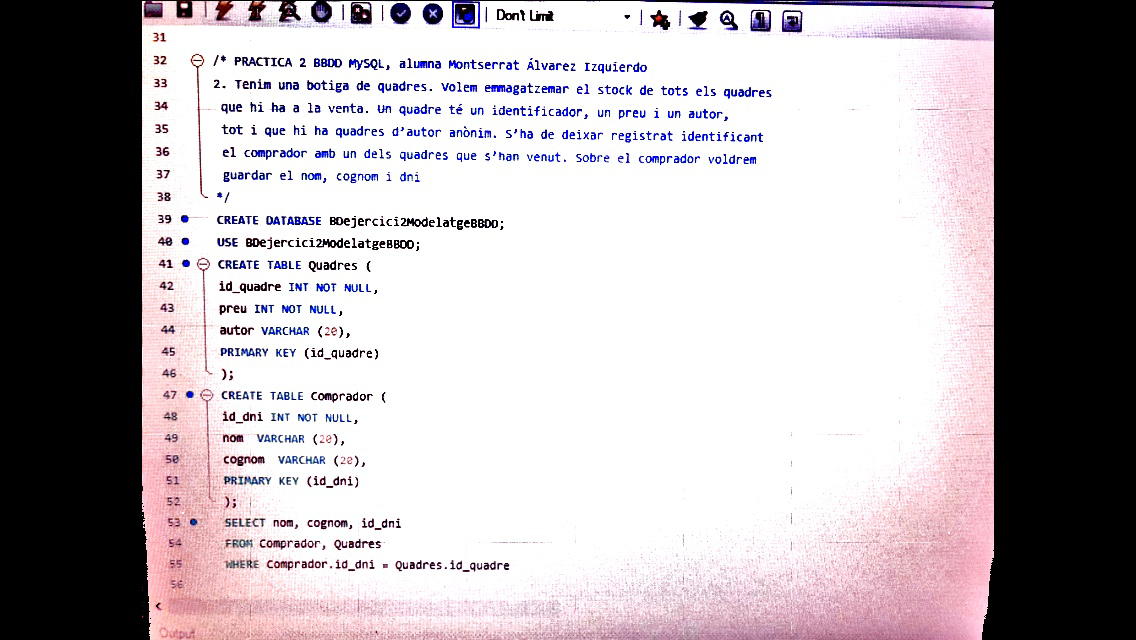 Don't Limit
31
32 /* PRACTICA 2 BBDD MySQL, alumna Montserrat Álvarez Izquierdo
33 2. Tenim una botiga de quadres. Volem emmagatzemar el stock de tots els quadres
34 que hi ha a la venta. Un quadre té un identificador, un preu i un autor,
35 tot i que hi ha quadres d'autor anònim. S'ha de deixar registrat identificant
36 el comprador amb un dels quadres que s'han venut. Sobre el comprador voldrem
37 guardar el nom, cognom i dni
38 */
39 CREATE DATABASE BDejercici2ModelatgeBBDD;
40 USE BDejercici2ModelatgeBBDD;
41 CREATE TABLE Quadres (
42 id_quadre INT NOT NULL,
43 preu INT NOT NULL,
44 autor VARCHAR (20),
45 PRIMARY KEY (id_quadre)
46 );
47 CREATE TABLE Comprador (
48 id_dni INT NOT NULL,
49 nom VARCHAR (20),
50 cognom VARCHAR (20),
51 PRIMARY KEY (id_dni)
52 );
53 SELECT nom, cognom, id_dni
54 FROM Comprador, Quadres
55 WHERE Comprador.id_dni = Quadres.id_quadre
56
Output